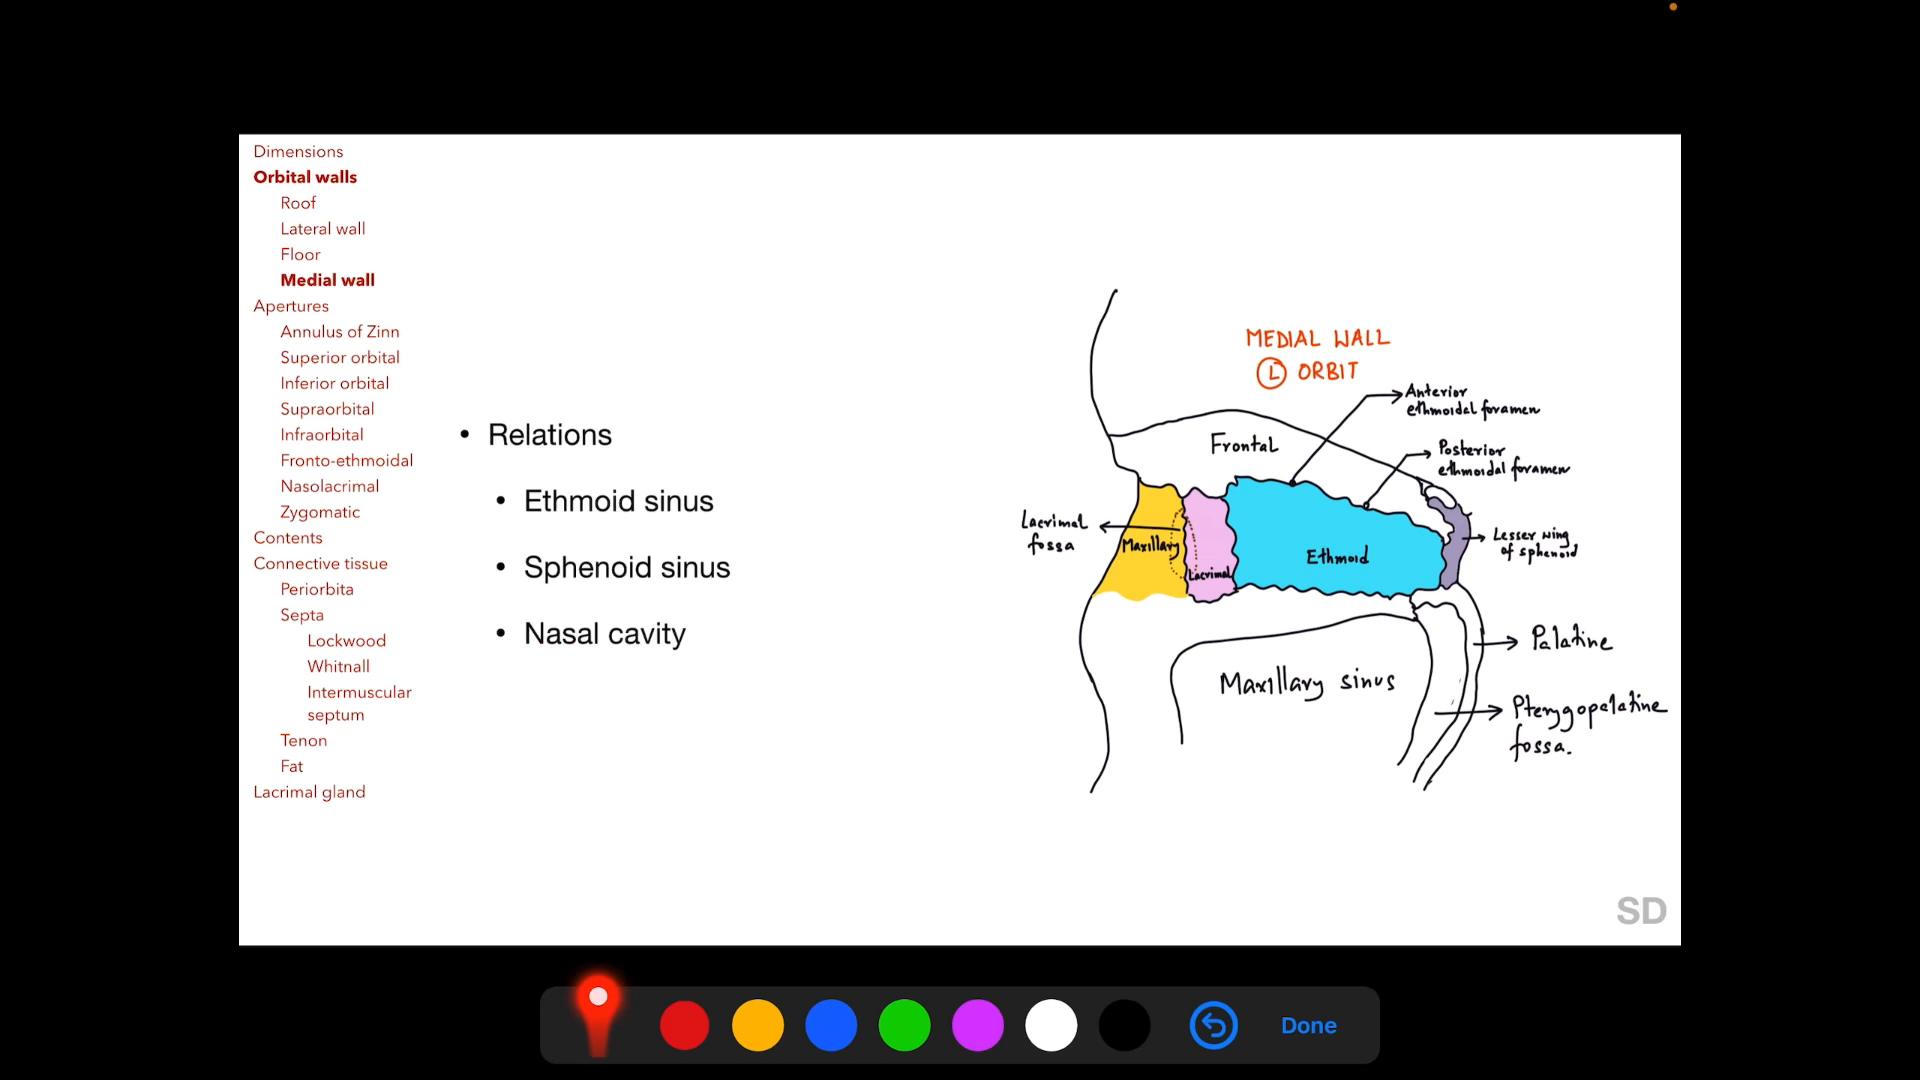 Dimensions
Orbital walls
Roof
Lateral wall
Floor
Medial wall
Apertures
Annulus of Zinn
Superior orbital
Inferior orbital
Supraorbital
Infraorbital
Fronto-ethmoidal
Nasolacrimal
Zygomatic
Contents
Connective tissue
Periorbita
Septa
Lockwood
Whitnall
Intermuscular
septum
Tenon
Fat
Lacrimal gland
• Relations
• Ethmoid sinus
• Sphenoid sinus
• Nasal cavity
MEDIAL WALL
L ORBIT
Anterior
ethmoidal foramen
Frontal
Posterior
ethmoidal foramen
Lacrimal
fossa
Maxillary
Lacrimal
Ethmoid
Lesser wing
of sphenoid
Palatine
Maxillary sinus
Pterygopalatine
fossa.
SD
Done